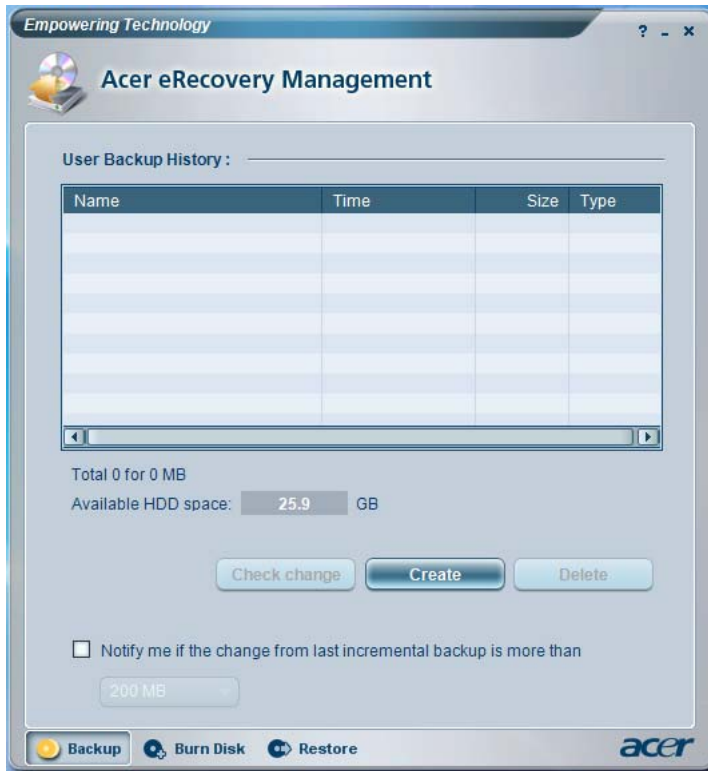 Empowering Technology
? - ×
Acer eRecovery Management
User Backup History :
Name Time Size Type
Total 0 for 0 MB
Available HDD space: 25.9 GB
Check change Create Delete
Notify me if the change from last incremental backup is more than
200 MB
Backup Burn Disk Restore acer